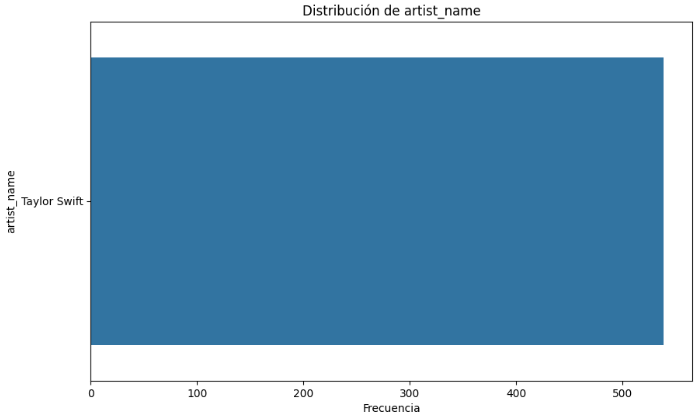 Distribución de artist_name
artist_name
Taylor Swift
0 100 200 300 400 500
Frecuencia